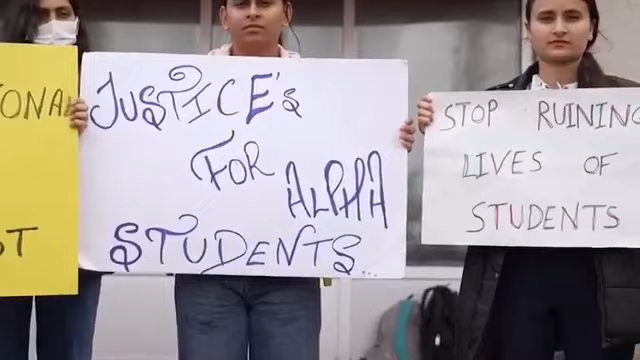 JUSTICE's
FOR ALPHA
STUDENTS....
STOP RUINING
LIVES OF
STUDENTS